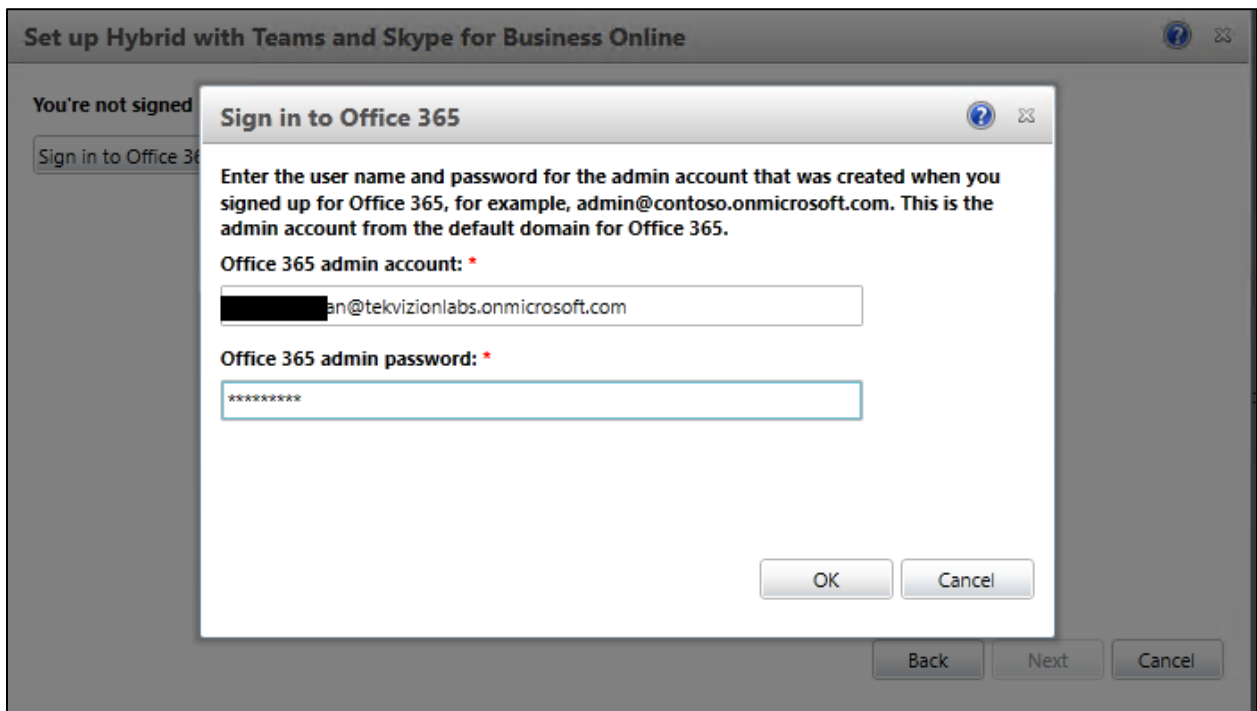 Set up Hybrid with Teams and Skype for Business Online
You're not signed
Sign in to Office 36
Sign in to Office 365
Enter the user name and password for the admin account that was created when you
signed up for Office 365, for example, admin@contoso.onmicrosoft.com. This is the
admin account from the default domain for Office 365.
Office 365 admin account: *
an@tekvizionlabs.onmicrosoft.com
Office 365 admin password: *
*********
OK
Cancel
Back
Next
Cancel